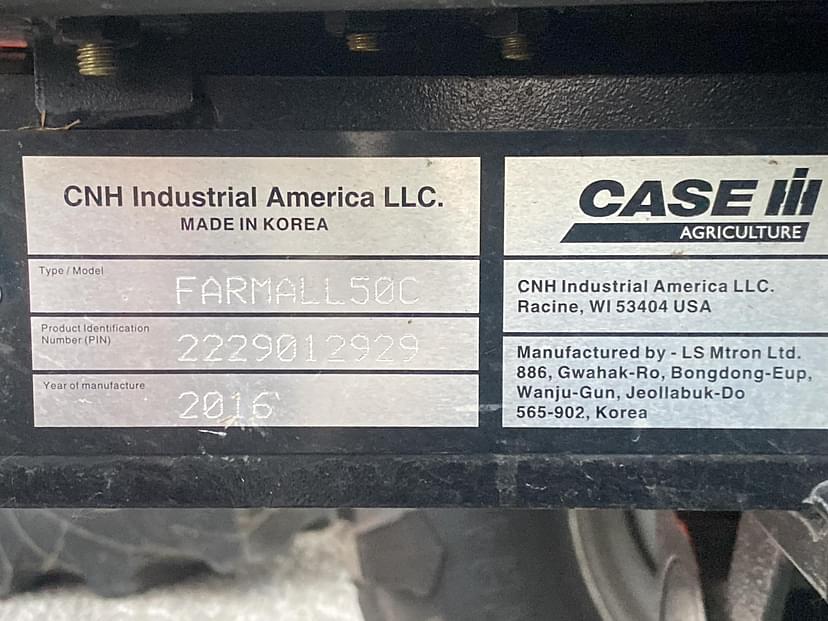 CNH Industrial America LLC.
MADE IN KOREA
Type / Model
FARMALL50C
Product Identification
Number (PIN)
2229012929
Year of manufacture
2016
CASE IH
AGRICULTURE
CNH Industrial America LLC.
Racine, WI 53404 USA
Manufactured by - LS Mtron Ltd.
886, Gwahak-Ro, Bongdong-Eup,
Wanju-Gun, Jeollabuk-Do
565-902, Korea